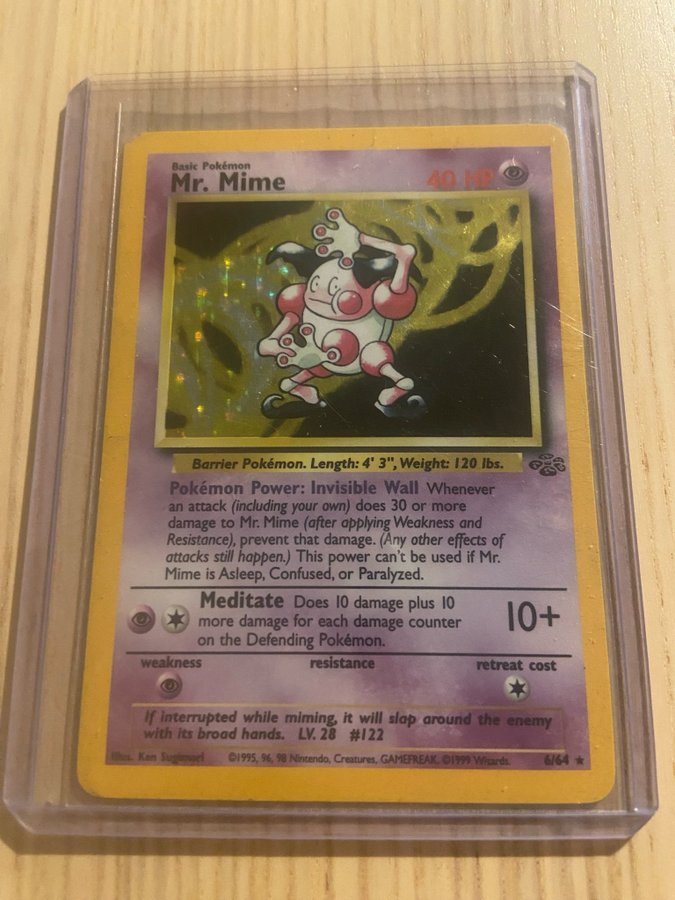 Basic Pokémon
Mr. Mime 40 HP
Barrier Pokémon. Length: 4' 3", Weight: 120 lbs.
Pokémon Power: Invisible Wall Whenever
an attack (including your own) does 30 or more
damage to Mr. Mime (after applying Weakness and
Resistance), prevent that damage. (Any other effects of
attacks still happen.) This power can't be used if Mr.
Mime is Asleep, Confused, or Paralyzed.
Meditate Does 10 damage plus 10
more damage for each damage counter
on the Defending Pokémon.
10+
weakness resistance retreat cost
If interrupted while miming, it will slap around the enemy
with its broad hands. LV. 28 #122
Illus. Ken Sugimori ©1995, 96, 98 Nintendo, Creatures, GAMEFREAK. ©1999 Wizards. 6/64 ★